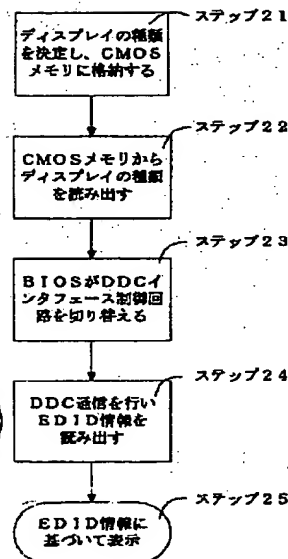 ステップ21
ディスプレイの種類
を決定し、CMOS
メモリに格納する
ステップ22
CMOSメモリから
ディスプレイの種類
を読み出す
ステップ23
BIOSがDDCイ
ンタフェース制御回
路を切り替える
ステップ24
DDC通信を行い
EDID情報を
読み出す
ステップ25
EDID情報に
基づいて表示